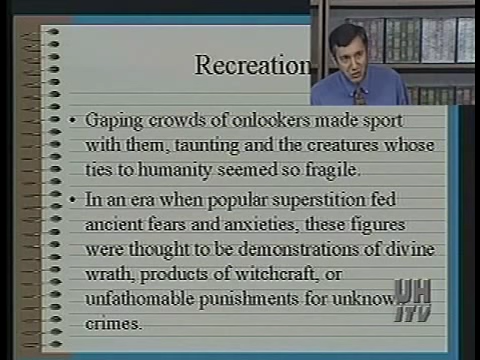 Recreation
• Gaping crowds of onlookers made sport
with them, taunting and the creatures whose
ties to humanity seemed so fragile.
• In an era when popular superstition fed
ancient fears and anxieties, these figures
were thought to be demonstrations of divine
wrath, products of witchcraft, or
unfathomable punishments for unknown
crimes.
UH
ITV